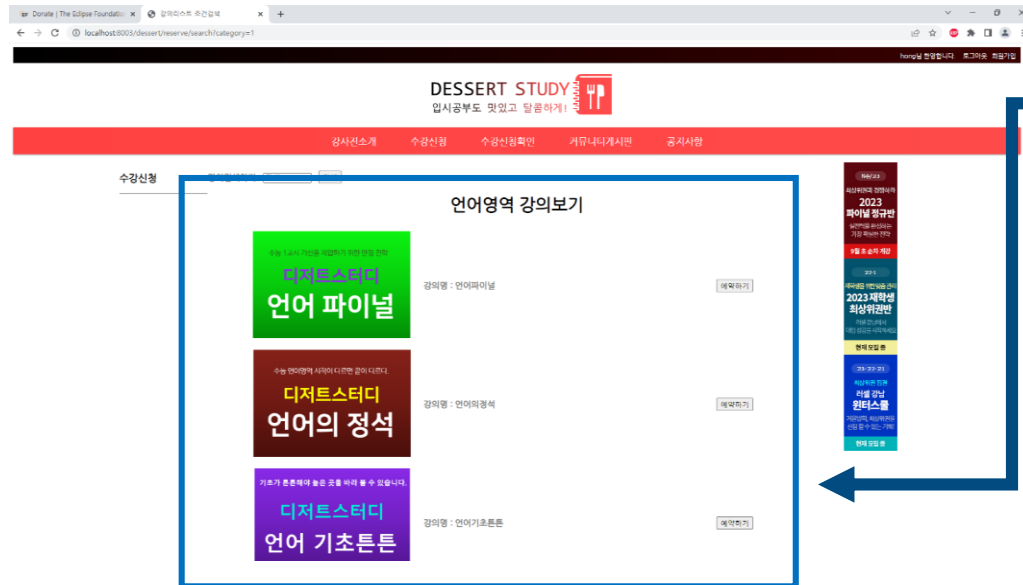 Donate | The Eclipse Foundation
강의리스트 조건검색
localhost:8003/dessert/reserve/search?category=1
hong님 환영합니다. 로그아웃 회원가입
DESSERT STUDY
입시공부도 맛있고 달콤하게!
강사진소개 수강신청 수강신청확인 커뮤니티게시판 공지사항
수강신청
언어영역 강의보기
디저트스터디
언어 파이널
강의명 : 언어파이널
예약하기
수능 언어영역 시작이 다르면 끝이 다르다.
디저트스터디
언어의 정석
강의명 : 언어의정석
예약하기
기초가 튼튼해야 높은 곳을 바라 볼 수 있습니다.
디저트스터디
언어 기초튼튼
강의명 : 언어기초튼튼
예약하기
2023
파이널 정규반
9월 초 순차 개강
2023 재학생
최상위권반
현재 모집 중
러셀 강남
윈터스쿨
현재 모집 중